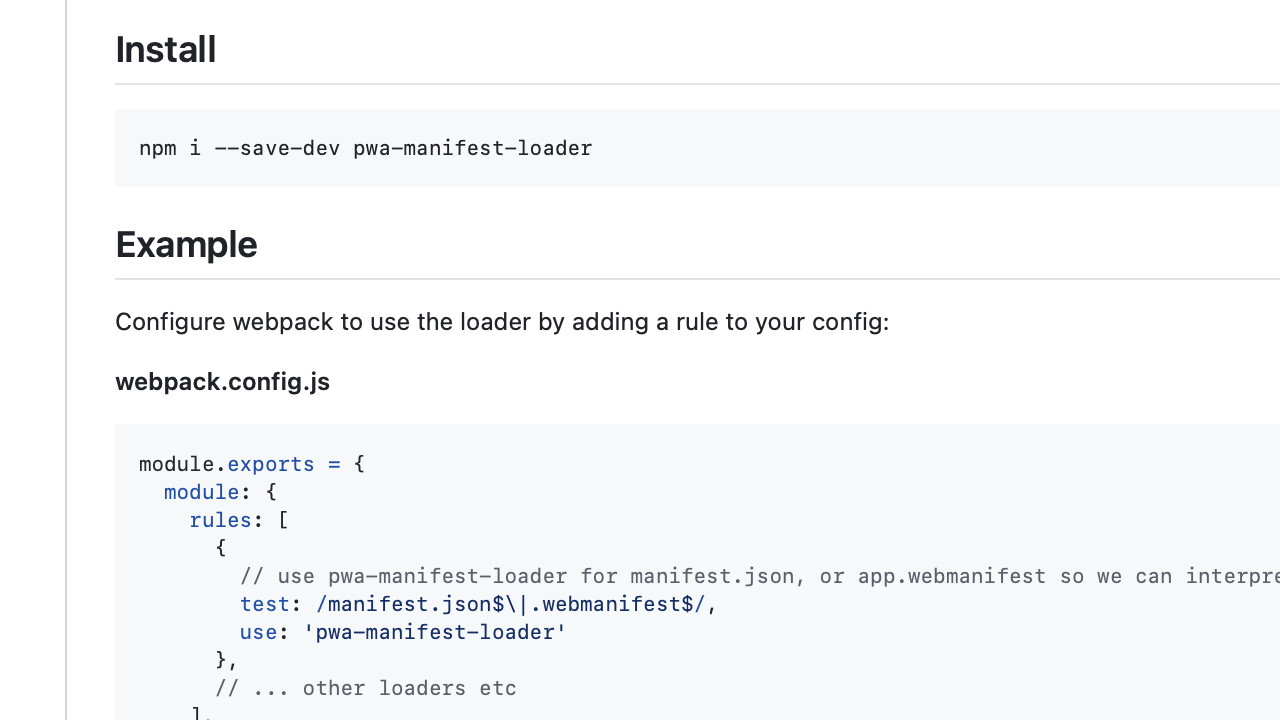 Install
npm i --save-dev pwa-manifest-loader
Example
Configure webpack to use the loader by adding a rule to your config:
webpack.config.js
module.exports = {
  module: {
    rules: [
      {
        // use pwa-manifest-loader for manifest.json, or app.webmanifest so we can
        test: /manifest.json$\|.webmanifest$/,
        use: 'pwa-manifest-loader'
      },
      // ... other loaders etc
    ],